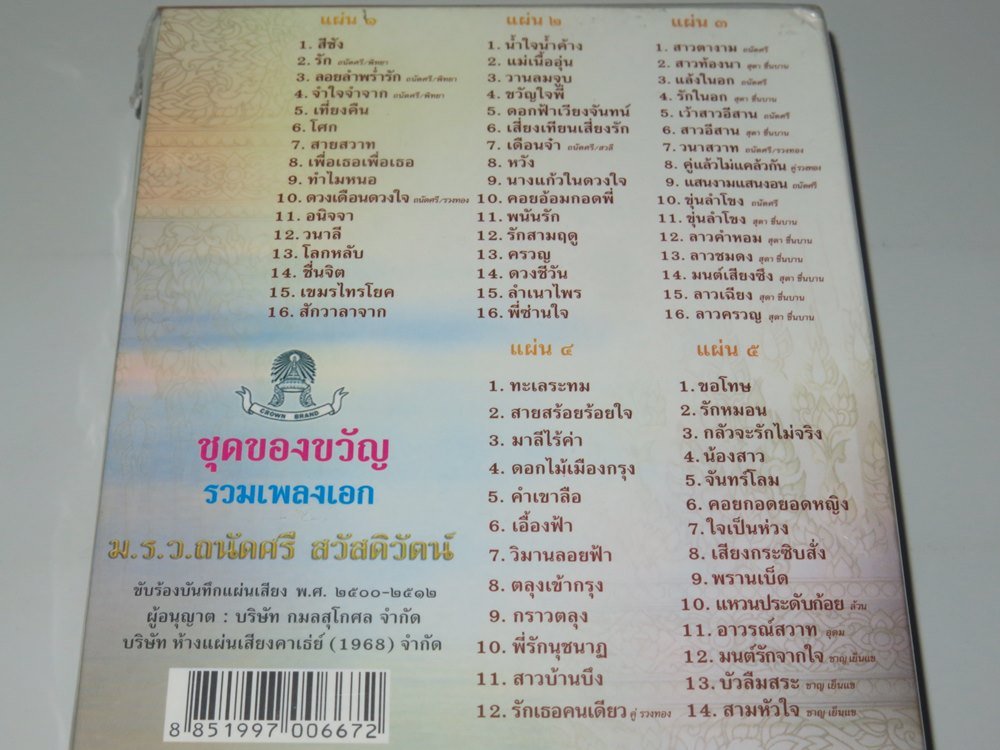 แผ่น ๑
1. สีชัง
2. รัก ถนัดศรี/พิทยา
3. ลอยลำพร่ำรัก ถนัดศรี/พิทยา
4. จำใจจำจาก ถนัดศรี/พิทยา
5. เที่ยงคืน
6. โศก
7. สายสวาท
8. เพื่อเธอเพื่อเธอ
9. ทำไมหนอ
10. ดวงเดือนดวงใจ ถนัดศรี/รวงทอง
11. อนิจจา
12. วนาลี
13. โลกหลับ
14. ชื่นจิต
15. เขมรไทรโยค
16. สักวาลาจาก
แผ่น ๒
1. น้ำใจน้ำค้าง
2. แม่เนื้ออุ่น
3. วานลมจูบ
4. ขวัญใจพี่
5. ดอกฟ้าเวียงจันทน์
6. เสี่ยงเทียนเสี่ยงรัก
7. เดือนจ๋า ถนัดศรี/สวลี
8. หวัง
9. นางแก้วในดวงใจ
10. คอยอ้อมกอดพี่
11. พนันรัก
12. รักสามฤดู
13. ครวญ
14. ดวงชีวัน
15. ลำเนาไพร
16. พี่ซ่านใจ
แผ่น ๓
1. สาวตางาม ถนัดศรี
2. สาวท้องนา สุดา ชื่นบาน
3. แล้งในอก ถนัดศรี
4. รักในอก สุดา ชื่นบาน
5. เว้าสาวอีสาน ถนัดศรี
6. สาวอีสาน สุดา ชื่นบาน
7. วนาสวาท ถนัดศรี/รวงทอง
8. คู่แล้วไม่แคล้วกัน คู่ รวงทอง
9. แสนงามแสนงอน ถนัดศรี
10. ขุ่นลำโขง ถนัดศรี
11. ขุ่นลำโขง สุดา ชื่นบาน
12. ลาวคำหอม สุดา ชื่นบาน
13. ลาวชมดง สุดา ชื่นบาน
14. มนต์เสียงซึง สุดา ชื่นบาน
15. ลาวเฉียง สุดา ชื่นบาน
16. ลาวครวญ สุดา ชื่นบาน
แผ่น ๔
1. ทะเลระทม
2. สายสร้อยร้อยใจ
3. มาลีไร้ค่า
4. ดอกไม้เมืองกรุง
5. คำเขาลือ
6. เอื้องฟ้า
7. วิมานลอยฟ้า
8. ตลุงเข้ากรุง
9. กราวตลุง
10. พี่รักนุชนาฏ
11. สาวบ้านบึง
12. รักเธอคนเดียว คู่ รวงทอง
แผ่น ๕
1. ขอโทษ
2. รักหมอน
3. กลัวจะรักไม่จริง
4. น้องสาว
5. จันทร์โลม
6. คอยกอดยอดหญิง
7. ใจเป็นห่วง
8. เสียงกระซิบสั่ง
9. พรานเบ็ด
10. แหวนประดับก้อย ล้วน
11. อาวรณ์สวาท อุดม
12. มนต์รักจากใจ ชาญ เย็นแข
13. บัวลืมสระ ชาญ เย็นแข
14. สามหัวใจ ชาญ เย็นแข
CROWN BRAND
ชุดของขวัญ
รวมเพลงเอก
ม.ร.ว.ถนัดศรี สวัสดิวัตน์
ขับร้องบันทึกแผ่นเสียง พ.ศ. ๒๕๐๐-๒๕๑๒
ผู้อนุญาต : บริษัท กมลสุโกศล จำกัด
บริษัท ห้างแผ่นเสียงคาเธ่ย์ (1968) จำกัด
8 851997 006672